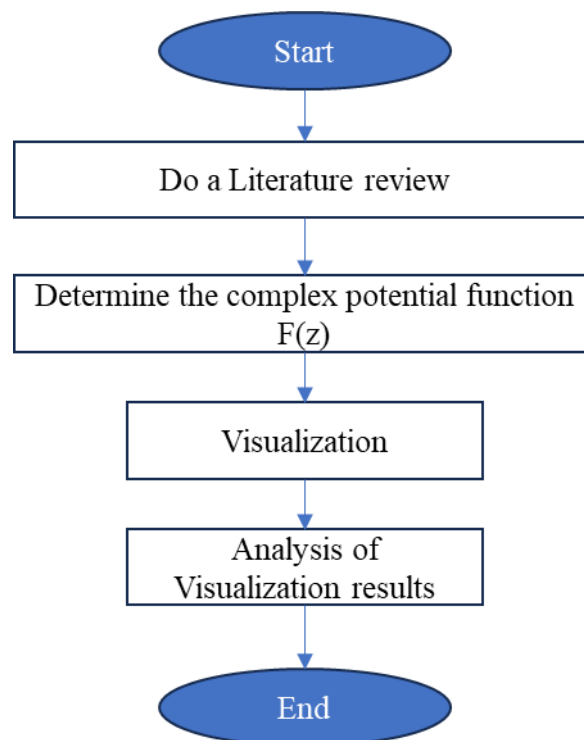 Start
Do a Literature review
Determine the complex potential function
F(z)
Visualization
Analysis of
Visualization results
End